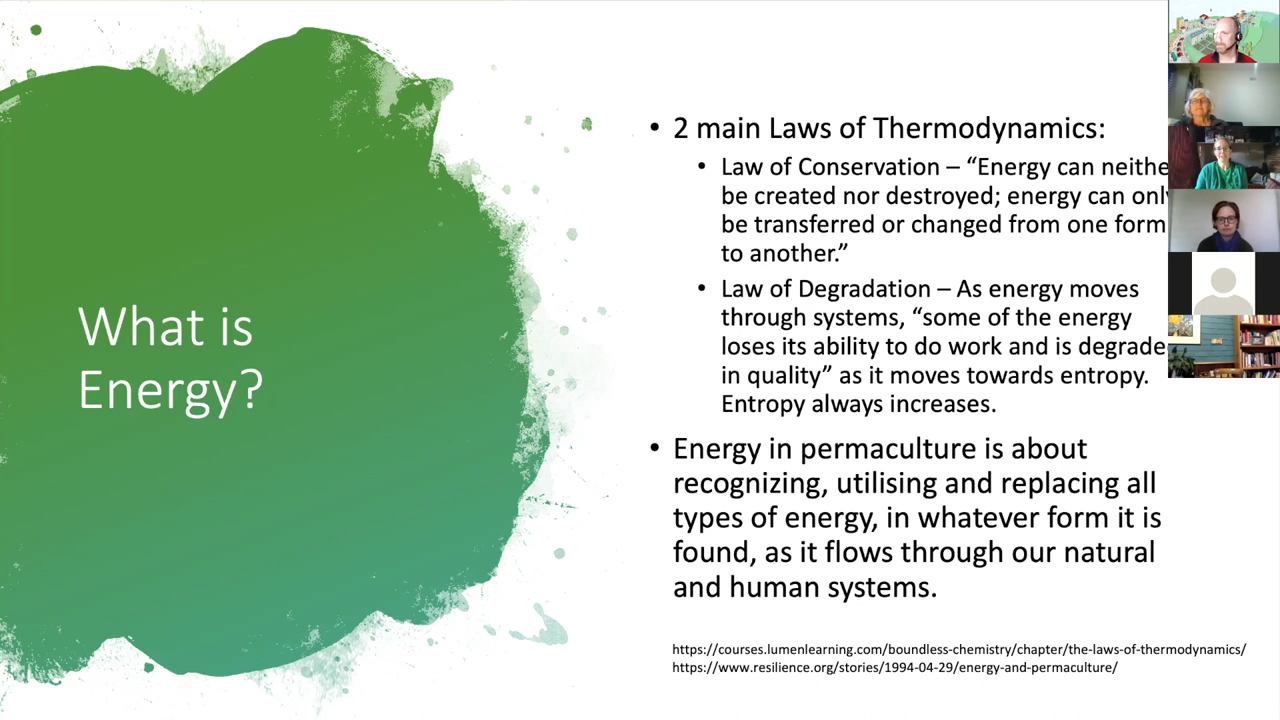 What is
Energy?
• 2 main Laws of Thermodynamics:
• Law of Conservation – “Energy can
be created nor destroyed; energy can
be transferred or changed from one form
to another.”
• Law of Degradation – As energy moves
through systems, “some of the energy
loses its ability to do work and is
in quality” as it moves towards entropy.
Entropy always increases.
• Energy in permaculture is about
recognizing, utilising and replacing all
types of energy, in whatever form it is
found, as it flows through our natural
and human systems.
https://courses.lumenlearning.com/boundless-chemistry/chapter/the-laws-of-thermodynamics/
https://www.resilience.org/stories/1994-04-29/energy-and-permaculture/